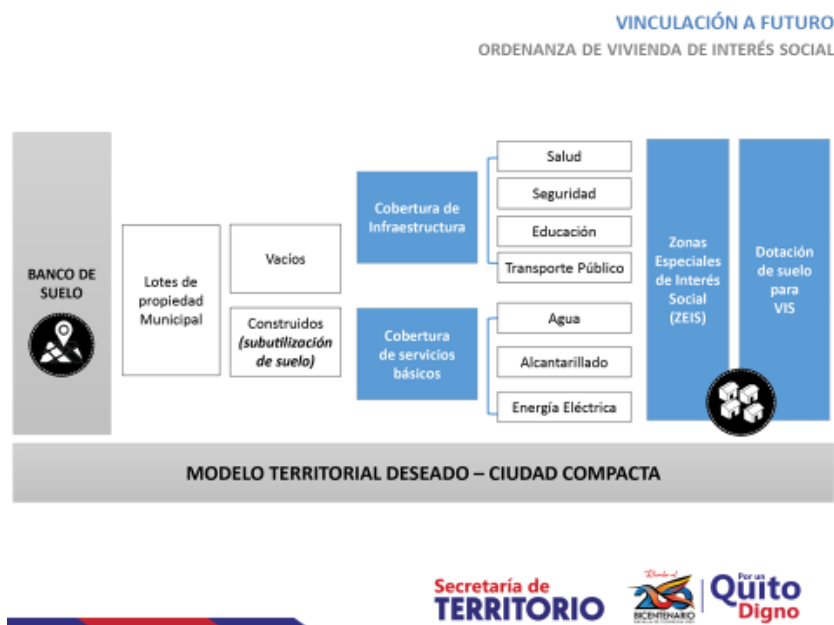 VINCULACIÓN A FUTURO
ORDENANZA DE VIVIENDA DE INTERÉS SOCIAL
BANCO DE
SUELO
Lotes de
propiedad
Municipal
Vacíos
Construidos
(subutilización
de suelo)
Cobertura de
Infraestructura
Salud
Seguridad
Educación
Transporte Público
Cobertura
de servicios
básicos
Agua
Alcantarillado
Energía Eléctrica
Zonas
Especiales
de Interés
Social
(ZEIS)
Dotación
de suelo
para
VIS
MODELO TERRITORIAL DESEADO – CIUDAD COMPACTA
Secretaría de
TERRITORIO
BICENTENARIO
Por un
Quito
Digno